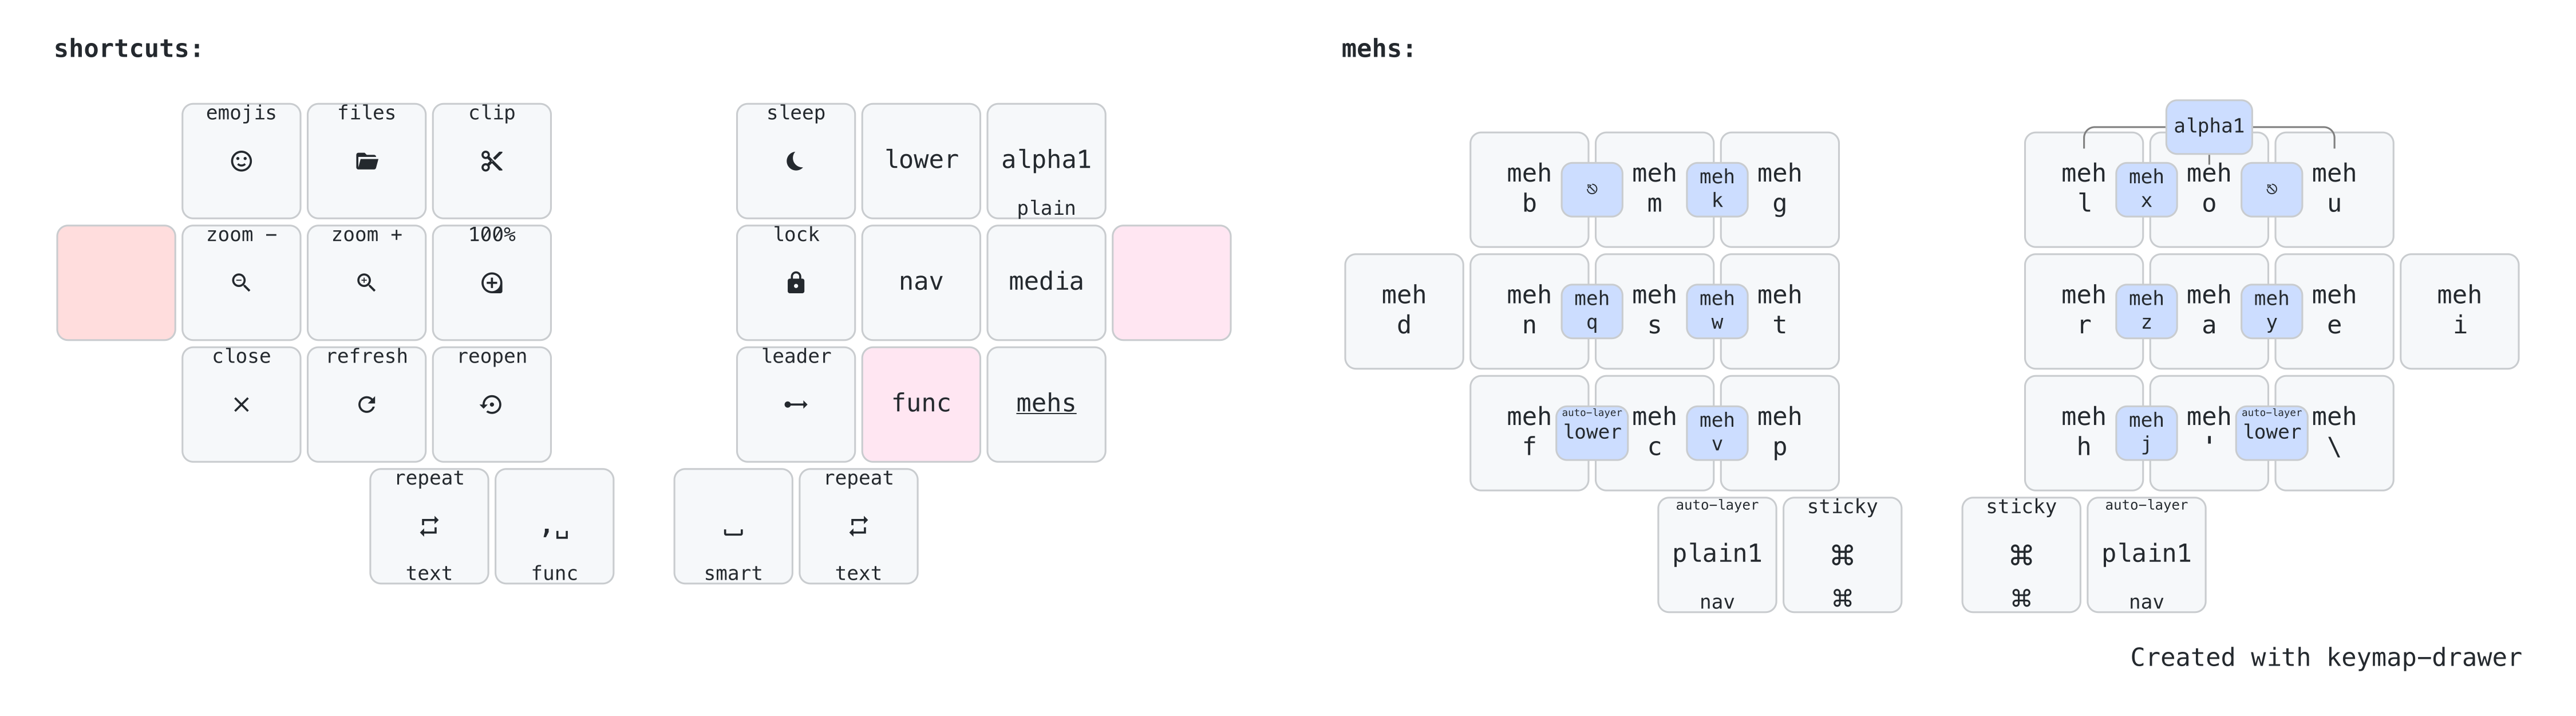 shortcuts:
mehs:
emojis files clip
sleep
lower alpha1
plain
zoom − zoom + 100%
lock
nav media
close refresh reopen
leader
func mehs
repeat
text
,␣
func
␣
smart
repeat
text
alpha1
meh b ⎋ meh m meh k meh g
meh l meh x meh o ⎋ meh u
meh d meh n meh q meh s meh w meh t
meh r meh z meh a meh y meh e meh i
meh f auto-layer lower meh c meh v meh p
meh h meh j meh ' auto-layer lower meh \
auto-layer
plain1
nav
sticky
⌘
⌘
sticky
⌘
⌘
auto-layer
plain1
nav
Created with keymap−drawer